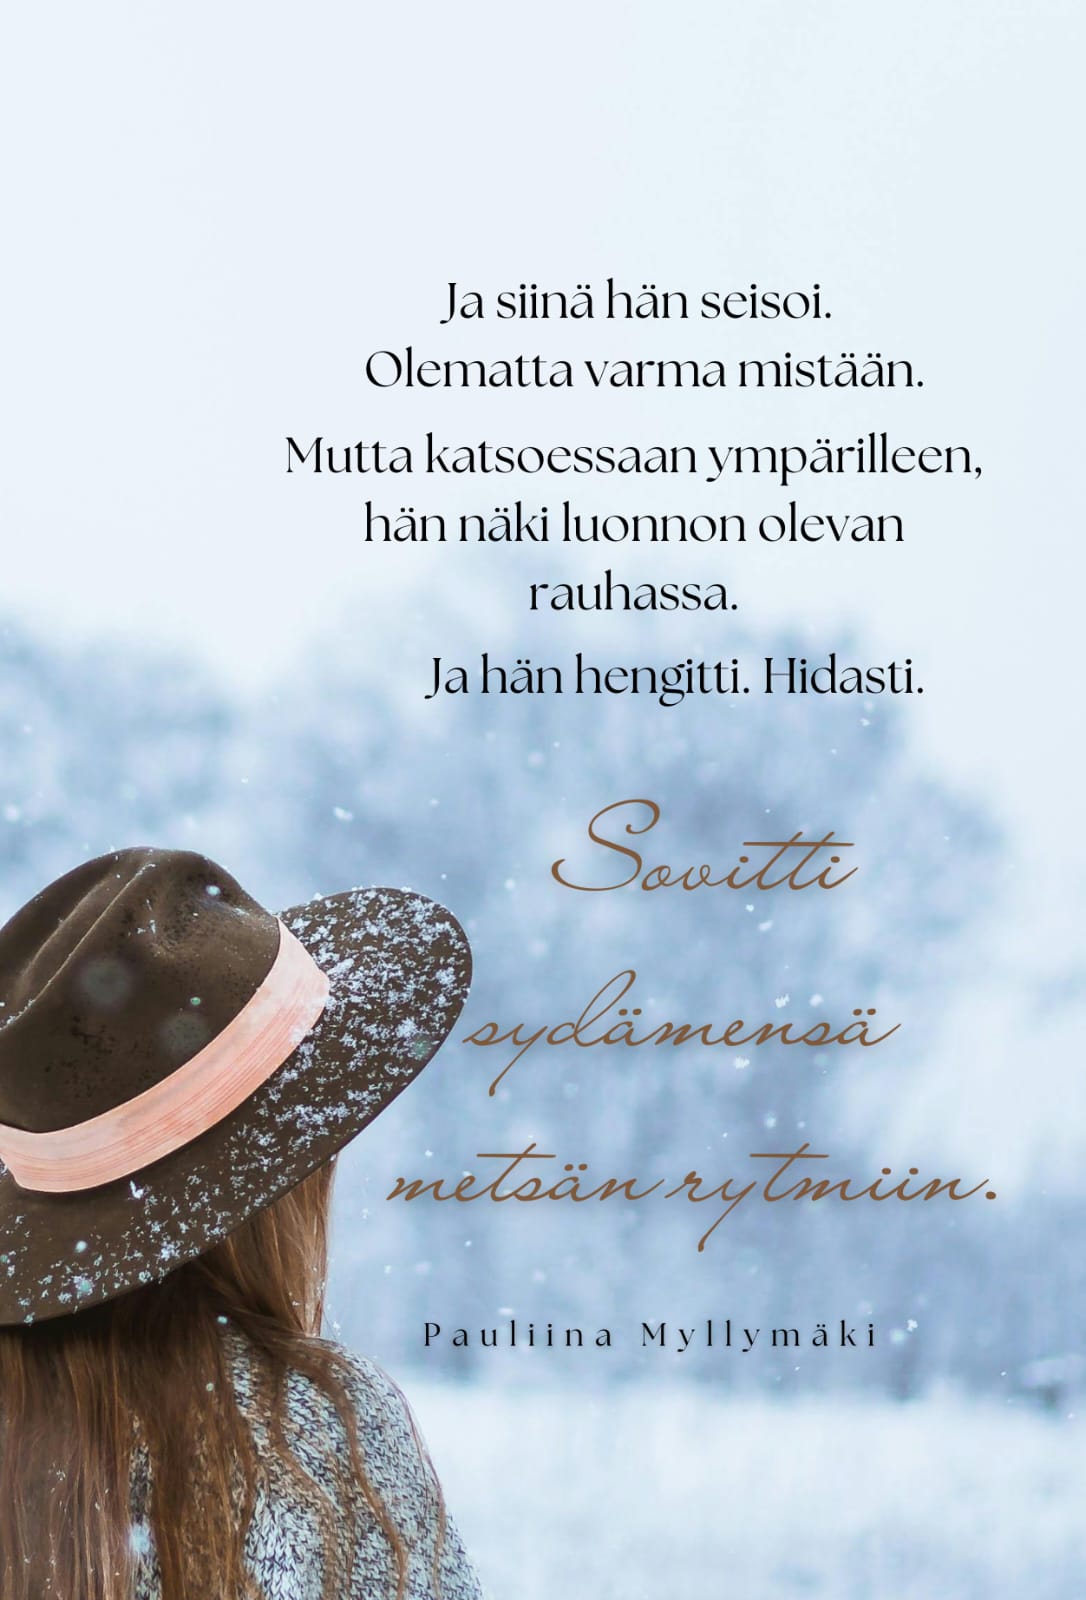 Ja siinä hän seisoi.
Olematta varma mistään.
Mutta katsoessaan ympärilleen,
hän näki luonnon olevan
rauhassa.
Ja hän hengitti. Hidasti.
Sovitti
sydämensä
metsän rytmiin.
Pauliina Myllymäki